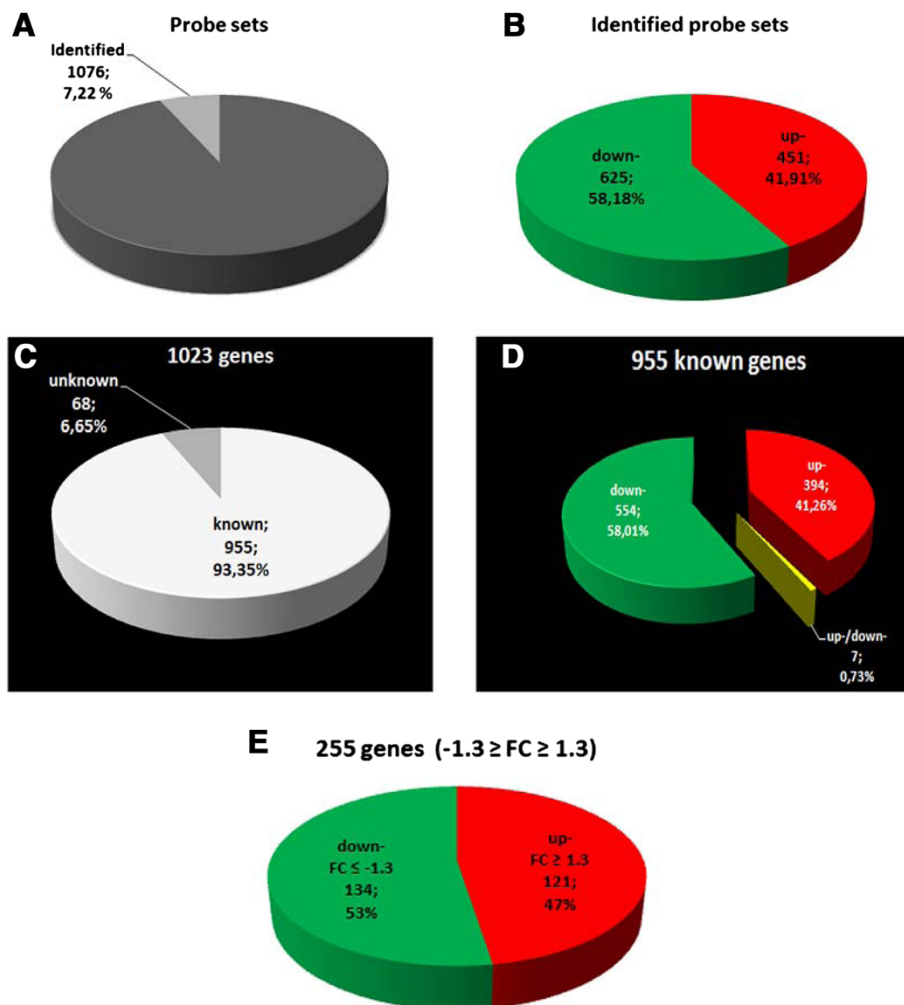 A
Probe sets
Identified
1076;
7,22 %
B
Identified probe sets
down-
625;
58,18%
up-
451;
41,91%
C
1023 genes
unknown
68;
6,65%
known;
955;
93,35%
D
955 known genes
down-
554;
58,01%
up-
394;
41,26%
up-/down-
7;
0,73%
E
255 genes (-1.3 ≥ FC ≥ 1.3)
down-
FC ≤ -1.3
134;
53%
up-
FC ≥ 1.3
121;
47%